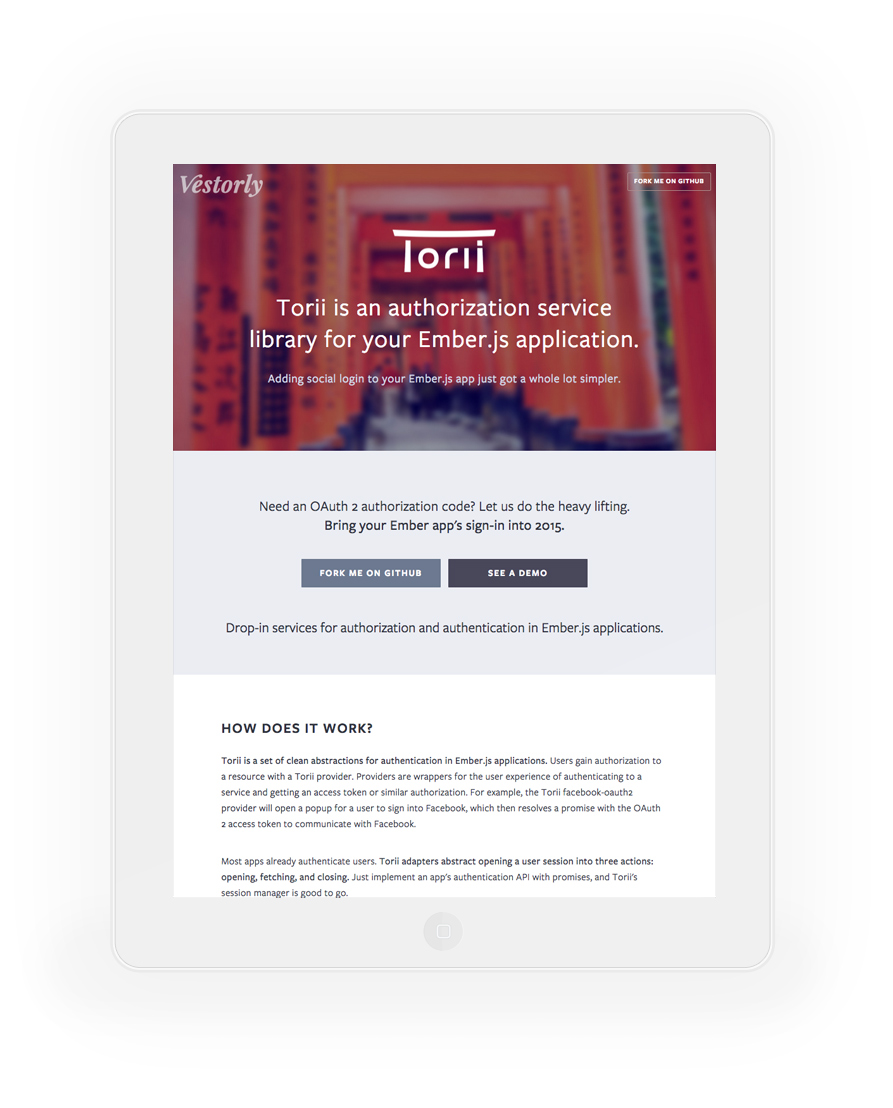 Vestorly
FORK ME ON GITHUB
Torii
Torii is an authorization service
library for your Ember.js application.
Adding social login to your Ember.js app just got a whole lot simpler.
Need an OAuth 2 authorization code? Let us do the heavy lifting.
Bring your Ember app's sign-in into 2015.
FORK ME ON GITHUB
SEE A DEMO
Drop-in services for authorization and authentication in Ember.js applications.
HOW DOES IT WORK?
Torii is a set of clean abstractions for authentication in Ember.js applications. Users gain authorization to
a resource with a Torii provider. Providers are wrappers for the user experience of authenticating to a
service and getting an access token or similar authorization. For example, the Torii facebook-oauth2
provider will open a popup for a user to sign into Facebook, which then resolves a promise with the OAuth
2 access token to communicate with Facebook.
Most apps already authenticate users. Torii adapters abstract opening a user session into three actions:
opening, fetching, and closing. Just implement an app's authentication API with promises, and Torii's
session manager is good to go.